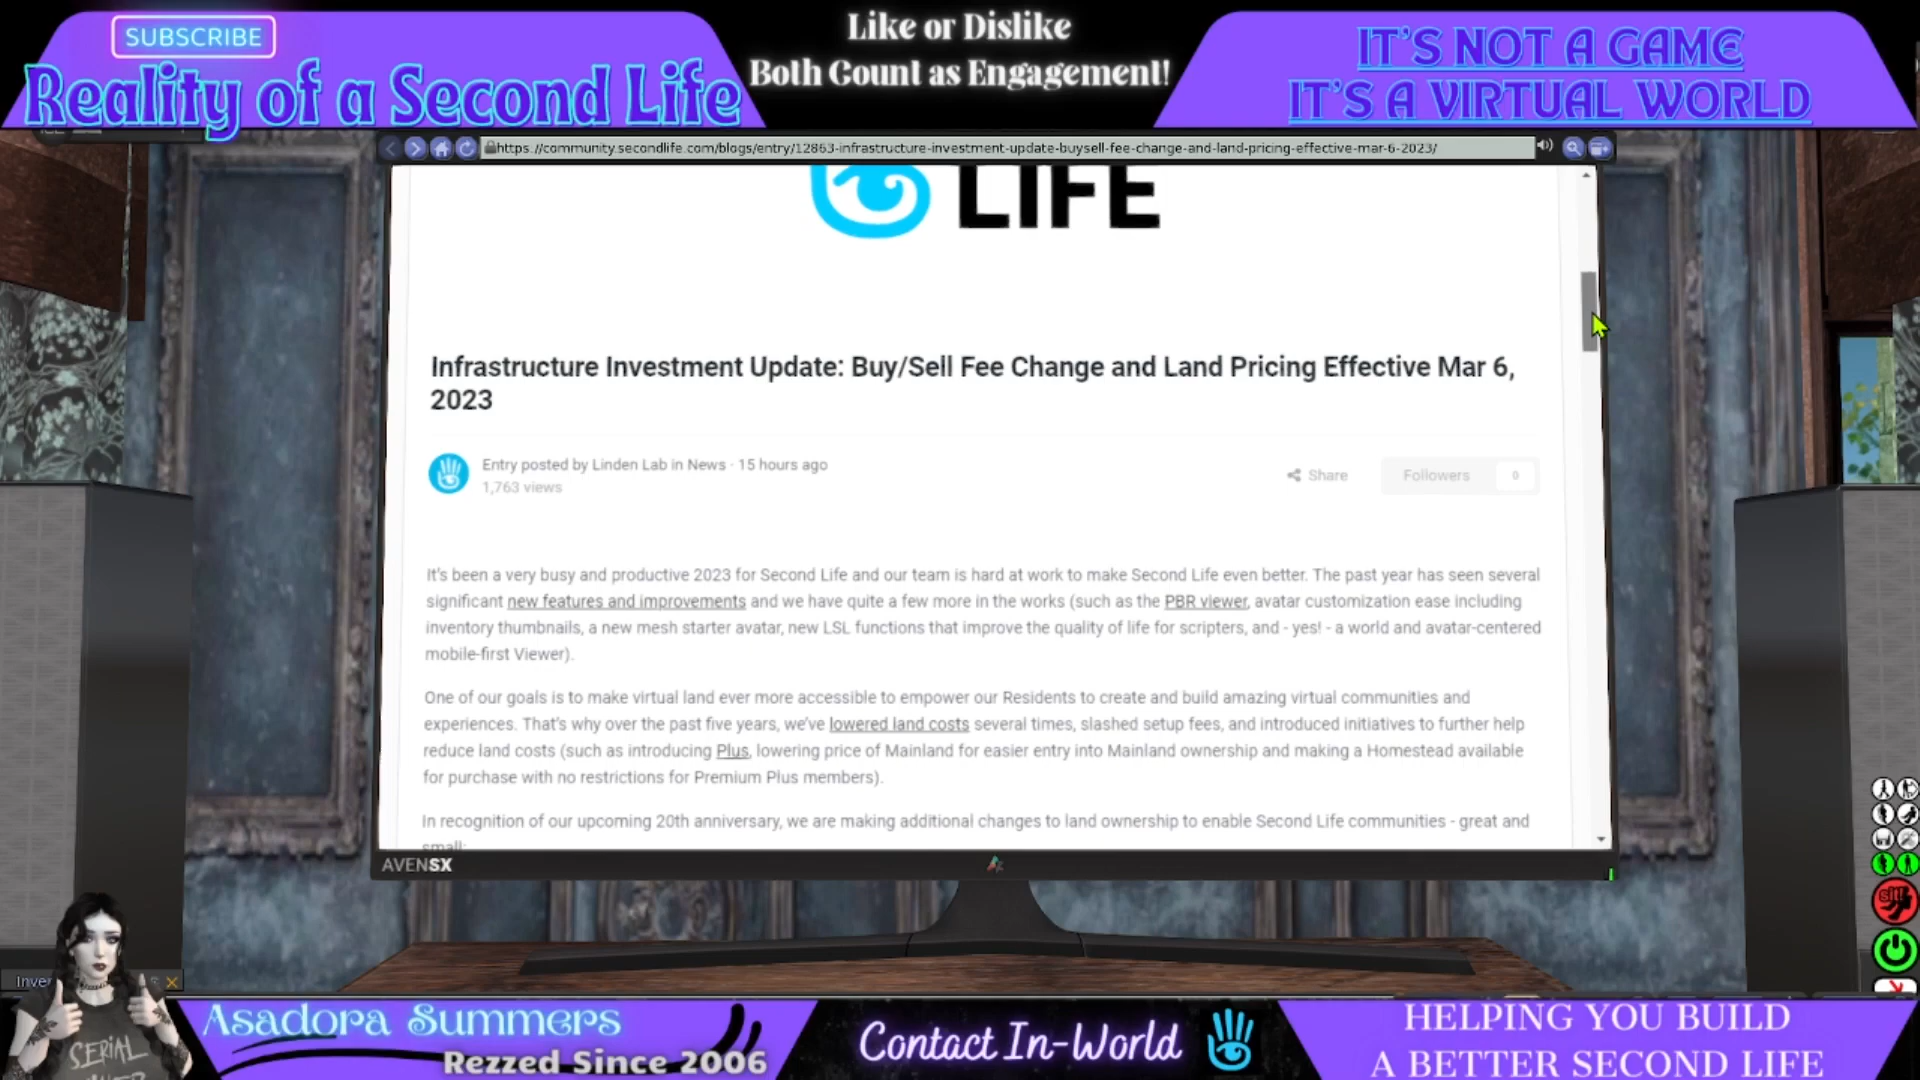 SUBSCRIBE
Reality of a Second Life
Like or Dislike
Both Count as Engagement!
IT'S NOT A GAME
IT'S A VIRTUAL WORLD
https://community.secondlife.com/blogs/entry/12863-infrastructure-investment-update-buysell-fee-change-and-land-pricing-effective-mar-6-2023/
LIFE
Infrastructure Investment Update: Buy/Sell Fee Change and Land Pricing Effective Mar 6,
2023
Entry posted by Linden Lab in News · 15 hours ago
1,763 views
Share
Followers 0
It's been a very busy and productive 2023 for Second Life and our team is hard at work to make Second Life even better. The past year has seen several
significant new features and improvements and we have quite a few more in the works (such as the PBR viewer, avatar customization ease including
inventory thumbnails, a new mesh starter avatar, new LSL functions that improve the quality of life for scripters, and - yes! - a world and avatar-centered
mobile-first Viewer).
One of our goals is to make virtual land ever more accessible to empower our Residents to create and build amazing virtual communities and
experiences. That's why over the past five years, we've lowered land costs several times, slashed setup fees, and introduced initiatives to further help
reduce land costs (such as introducing Plus, lowering price of Mainland for easier entry into Mainland ownership and making a Homestead available
for purchase with no restrictions for Premium Plus members).
In recognition of our upcoming 20th anniversary, we are making additional changes to land ownership to enable Second Life communities - great and
small:
AVENSX
sit!
Inve
SERIAL
Asadora Summers
Rezzed Since 2006
Contact In-World
HELPING YOU BUILD
A BETTER SECOND LIFE